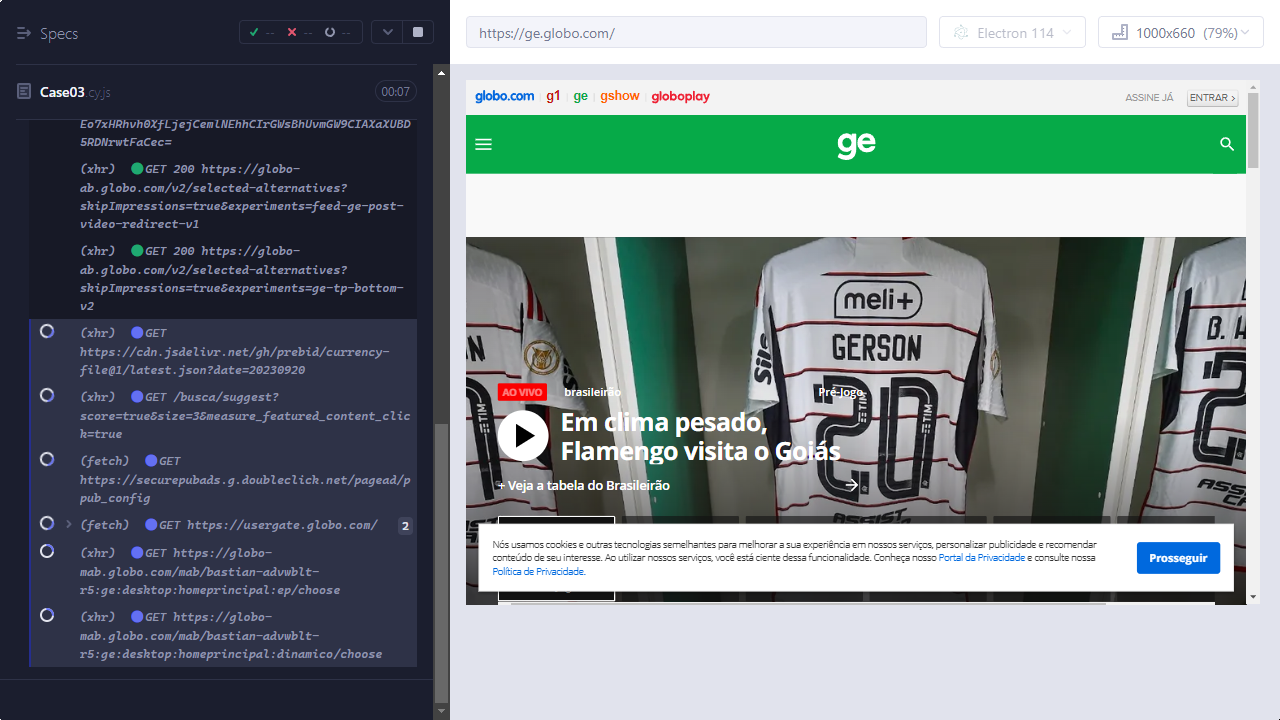 Specs
--
--
--
Case03.cy.js
00:07
Eo7xHRhvh0XfLjejCemlNEhhCIrGWsBhUvmGW9CIAXaXUBD
5RDNrwtFaCec=
(xhr) GET 200 https://globo-
ab.globo.com/v2/selected-alternatives?
skipImpressions=true&experiments=feed-ge-post-
video-redirect-v1
(xhr) GET 200 https://globo-
ab.globo.com/v2/selected-alternatives?
skipImpressions=true&experiments=ge-tp-bottom-
v2
(xhr) GET
https://cdn.jsdelivr.net/gh/prebid/currency-
file@1/latest.json?date=20230920
(xhr) GET /busca/suggest?
score=true&size=3&measure_featured_content_clic
k=true
(fetch) GET
https://securepubads.g.doubleclick.net/pagead/p
pub_config
(fetch) GET https://usergate.globo.com/ 2
(xhr) GET https://globo-
mab.globo.com/mab/bastian-advwblt-
r5:ge:desktop:homeprincipal:ep/choose
(xhr) GET https://globo-
mab.globo.com/mab/bastian-advwblt-
r5:ge:desktop:homeprincipal:dinamico/choose
https://ge.globo.com/
Electron 114
1000x660 (79%)
globo.com g1 ge gshow globoplay
ASSINE JÁ
ENTRAR >
ge
meli+
GERSON
20
TIM
AO VIVO brasileirão Pré-Jogo
Em clima pesado,
Flamengo visita o Goiás
+ Veja a tabela do Brasileirão
Nós usamos cookies e outras tecnologias semelhantes para melhorar a sua experiência em nossos serviços, personalizar publicidade e recomendar
conteúdo de seu interesse. Ao utilizar nossos serviços, você está ciente dessa funcionalidade. Conheça nosso Portal da Privacidade e consulte nossa
Política de Privacidade.
Prosseguir